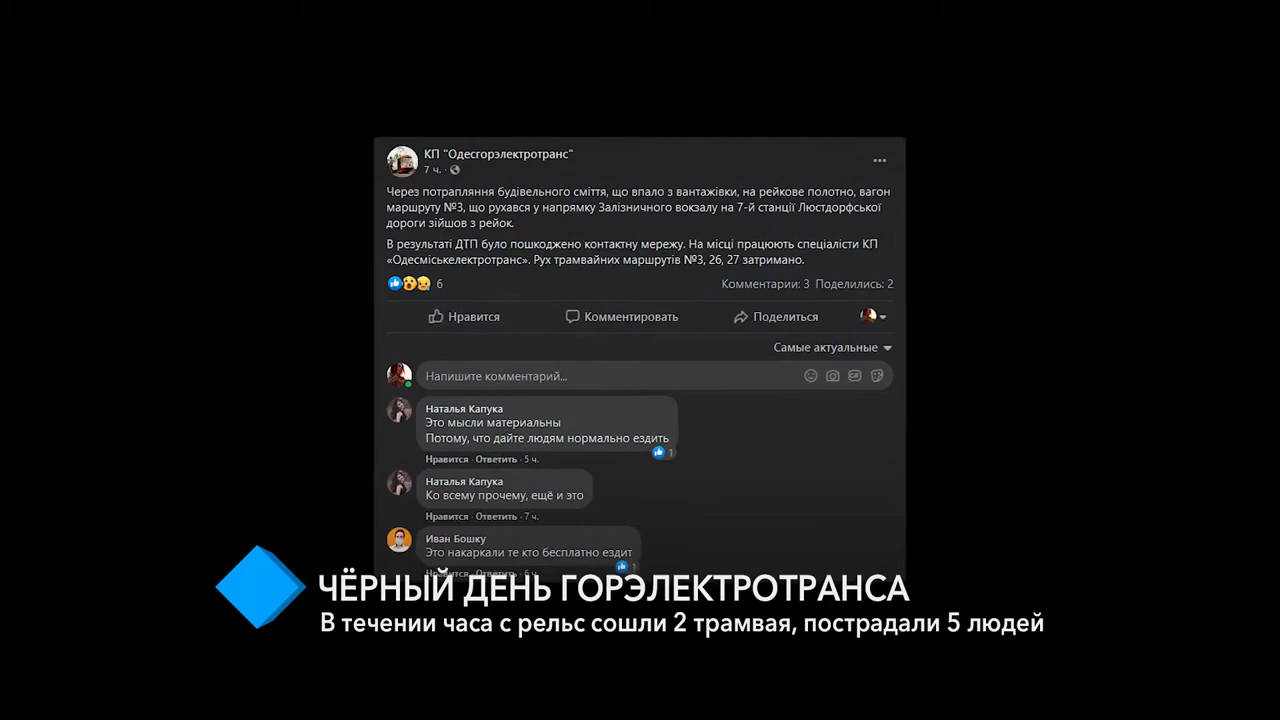 КП "Одесгорэлектротранс"
7 ч. ·
Через потрапляння будівельного сміття, що впало з вантажівки, на рейкове полотно, вагон
маршруту №3, що рухався у напрямку Залізничного вокзалу на 7-й станції Люстдорфської
дороги зійшов з рейок.
В результаті ДТП було пошкоджено контактну мережу. На місці працюють спеціалісти КП
«Одесміськелектротранс». Рух трамвайних маршрутів №3, 26, 27 затримано.
6 Комментарии: 3 Поделились: 2
Нравится Комментировать Поделиться
Самые актуальные
Напишите комментарий...
Наталья Капука
Это мысли материальны
Потому, что дайте людям нормально ездить
1
Нравится · Ответить · 5 ч.
Наталья Капука
Ко всему прочему, ещё и это
Нравится · Ответить · 7 ч.
Иван Бошку
Это накаркали те кто бесплатно ездит
1
Нравится · Ответить · 6 ч.
ЧЁРНЫЙ ДЕНЬ ГОРЭЛЕКТРОТРАНСА
В течении часа с рельс сошли 2 трамвая, пострадали 5 людей